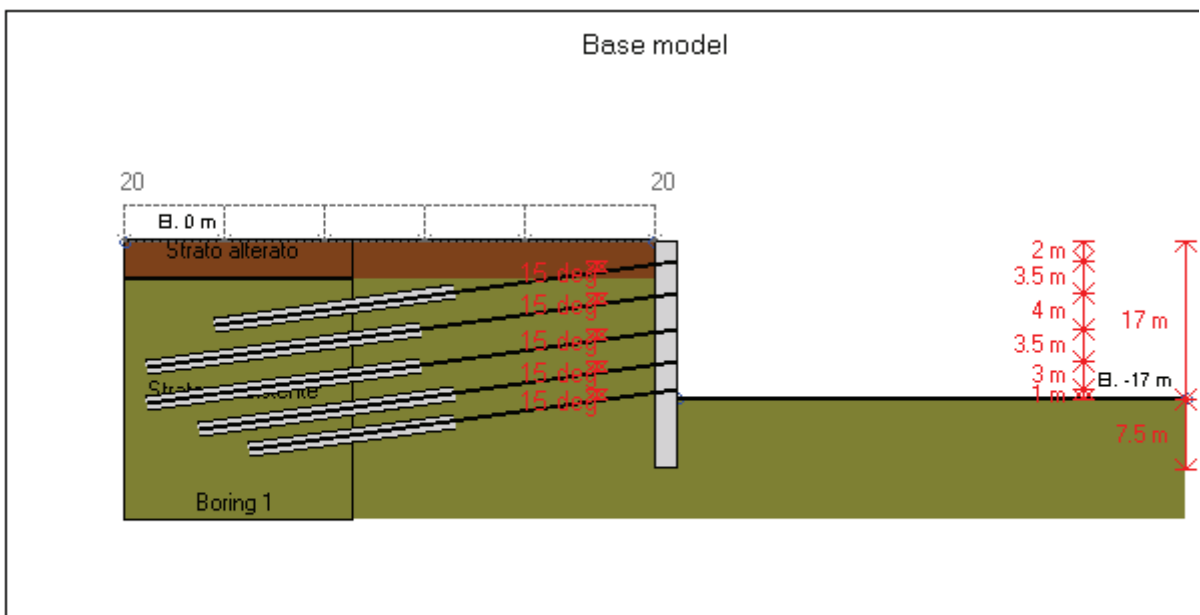 Base model
20 20
El. 0 m
Strato alterato
2 m
15 deg
3.5 m
15 deg
4 m
17 m
15 deg
3.5 m
15 deg
3 m
El. -17 m
15 deg
1 m
7.5 m
Boring 1